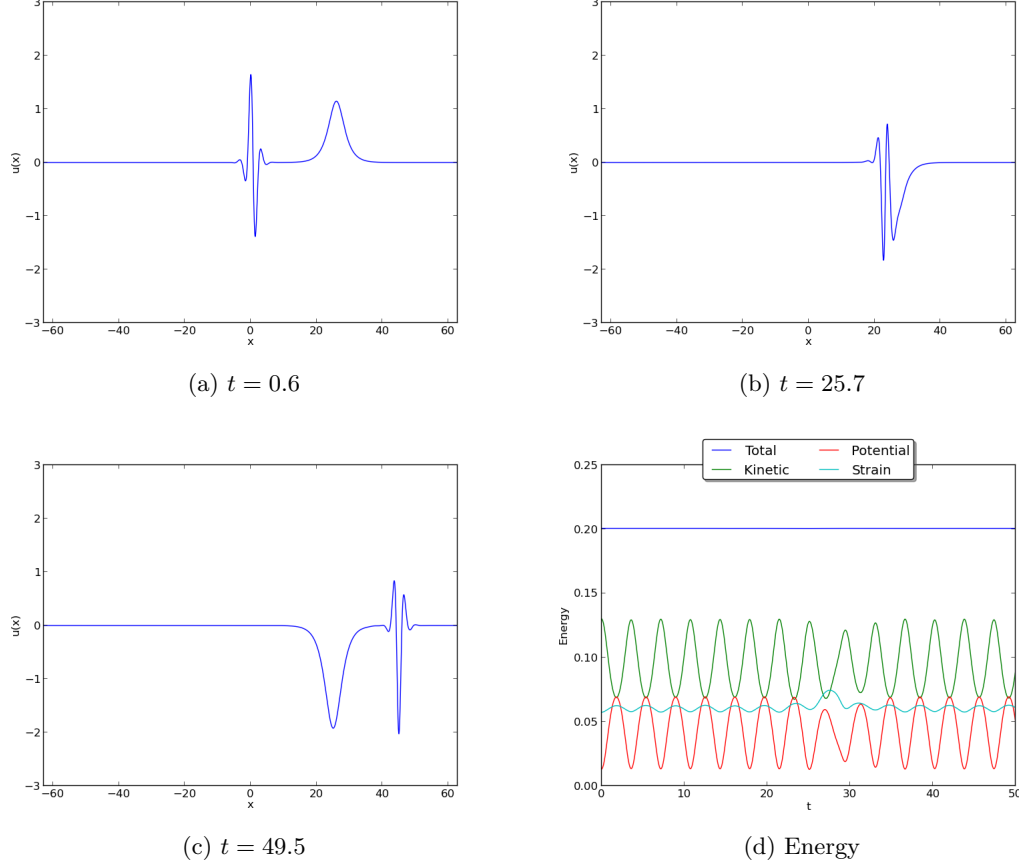 3
2
1
0
−1
−2
−3
u(x)
−60 −40 −20 0 20 40 60
x
(a) t = 0.6
3
2
1
0
−1
−2
−3
u(x)
−60 −40 −20 0 20 40 60
x
(b) t = 25.7
3
2
1
0
−1
−2
−3
u(x)
−60 −40 −20 0 20 40 60
x
(c) t = 49.5
Total Potential
Kinetic Strain
0.25
0.20
0.15
0.10
0.05
0.00
Energy
0 10 20 30 40 50
t
(d) Energy